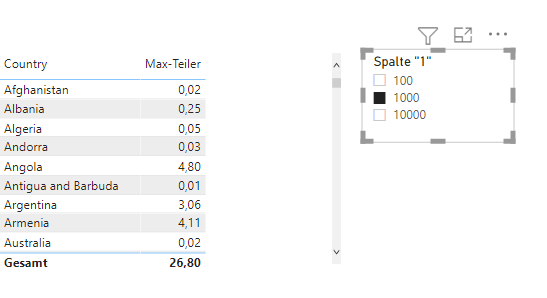 Country Max-Teiler
Afghanistan 0,02
Albania 0,25
Algeria 0,05
Andorra 0,03
Angola 4,80
Antigua and Barbuda 0,01
Argentina 3,06
Armenia 4,11
Australia 0,02
Gesamt 26,80
Spalte "1"
100
1000
10000